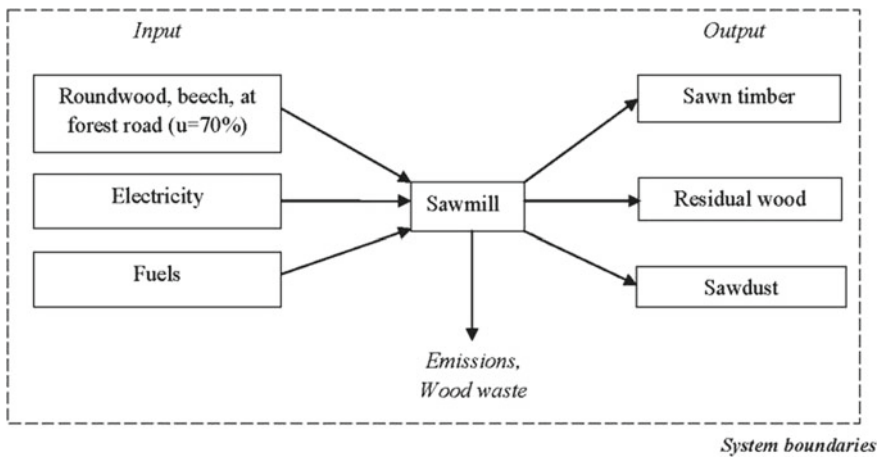 Input
Output
Roundwood, beech, at
forest road (u=70%)
Sawn timber
Electricity
Sawmill
Residual wood
Fuels
Sawdust
Emissions,
Wood waste
System boundaries